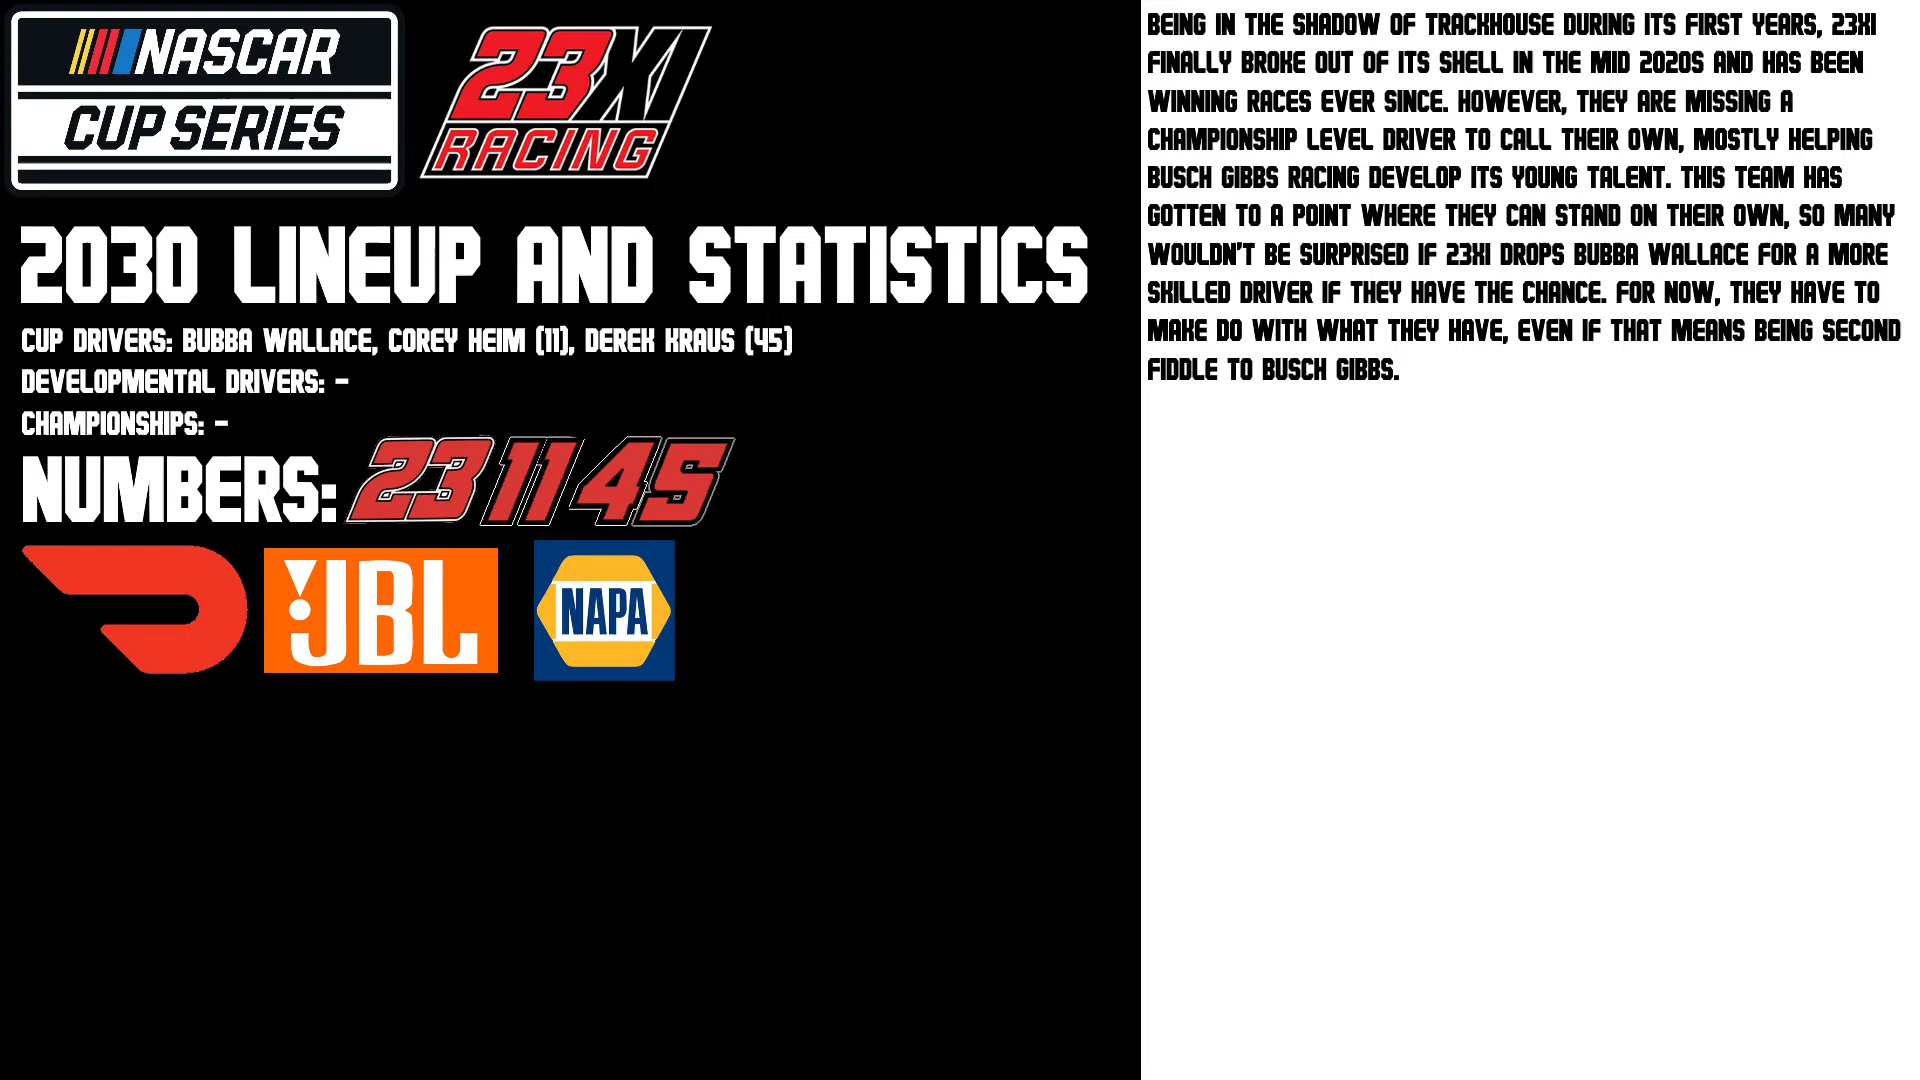 NASCAR
CUP SERIES
23XI
RACING
2030 LINEUP AND STATISTICS
CUP DRIVERS: BUBBA WALLACE, COREY HEIM (11), DEREK KRAUS (45)
DEVELOPMENTAL DRIVERS: -
CHAMPIONSHIPS: -
NUMBERS: 23 11 45
JBL
NAPA
BEING IN THE SHADOW OF TRACKHOUSE DURING ITS FIRST YEARS, 23XI
FINALLY BROKE OUT OF ITS SHELL IN THE MID 2020S AND HAS BEEN
WINNING RACES EVER SINCE. HOWEVER, THEY ARE MISSING A
CHAMPIONSHIP LEVEL DRIVER TO CALL THEIR OWN, MOSTLY HELPING
BUSCH GIBBS RACING DEVELOP ITS YOUNG TALENT. THIS TEAM HAS
GOTTEN TO A POINT WHERE THEY CAN STAND ON THEIR OWN, SO MANY
WOULDN'T BE SURPRISED IF 23XI DROPS BUBBA WALLACE FOR A MORE
SKILLED DRIVER IF THEY HAVE THE CHANCE. FOR NOW, THEY HAVE TO
MAKE DO WITH WHAT THEY HAVE, EVEN IF THAT MEANS BEING SECOND
FIDDLE TO BUSCH GIBBS.